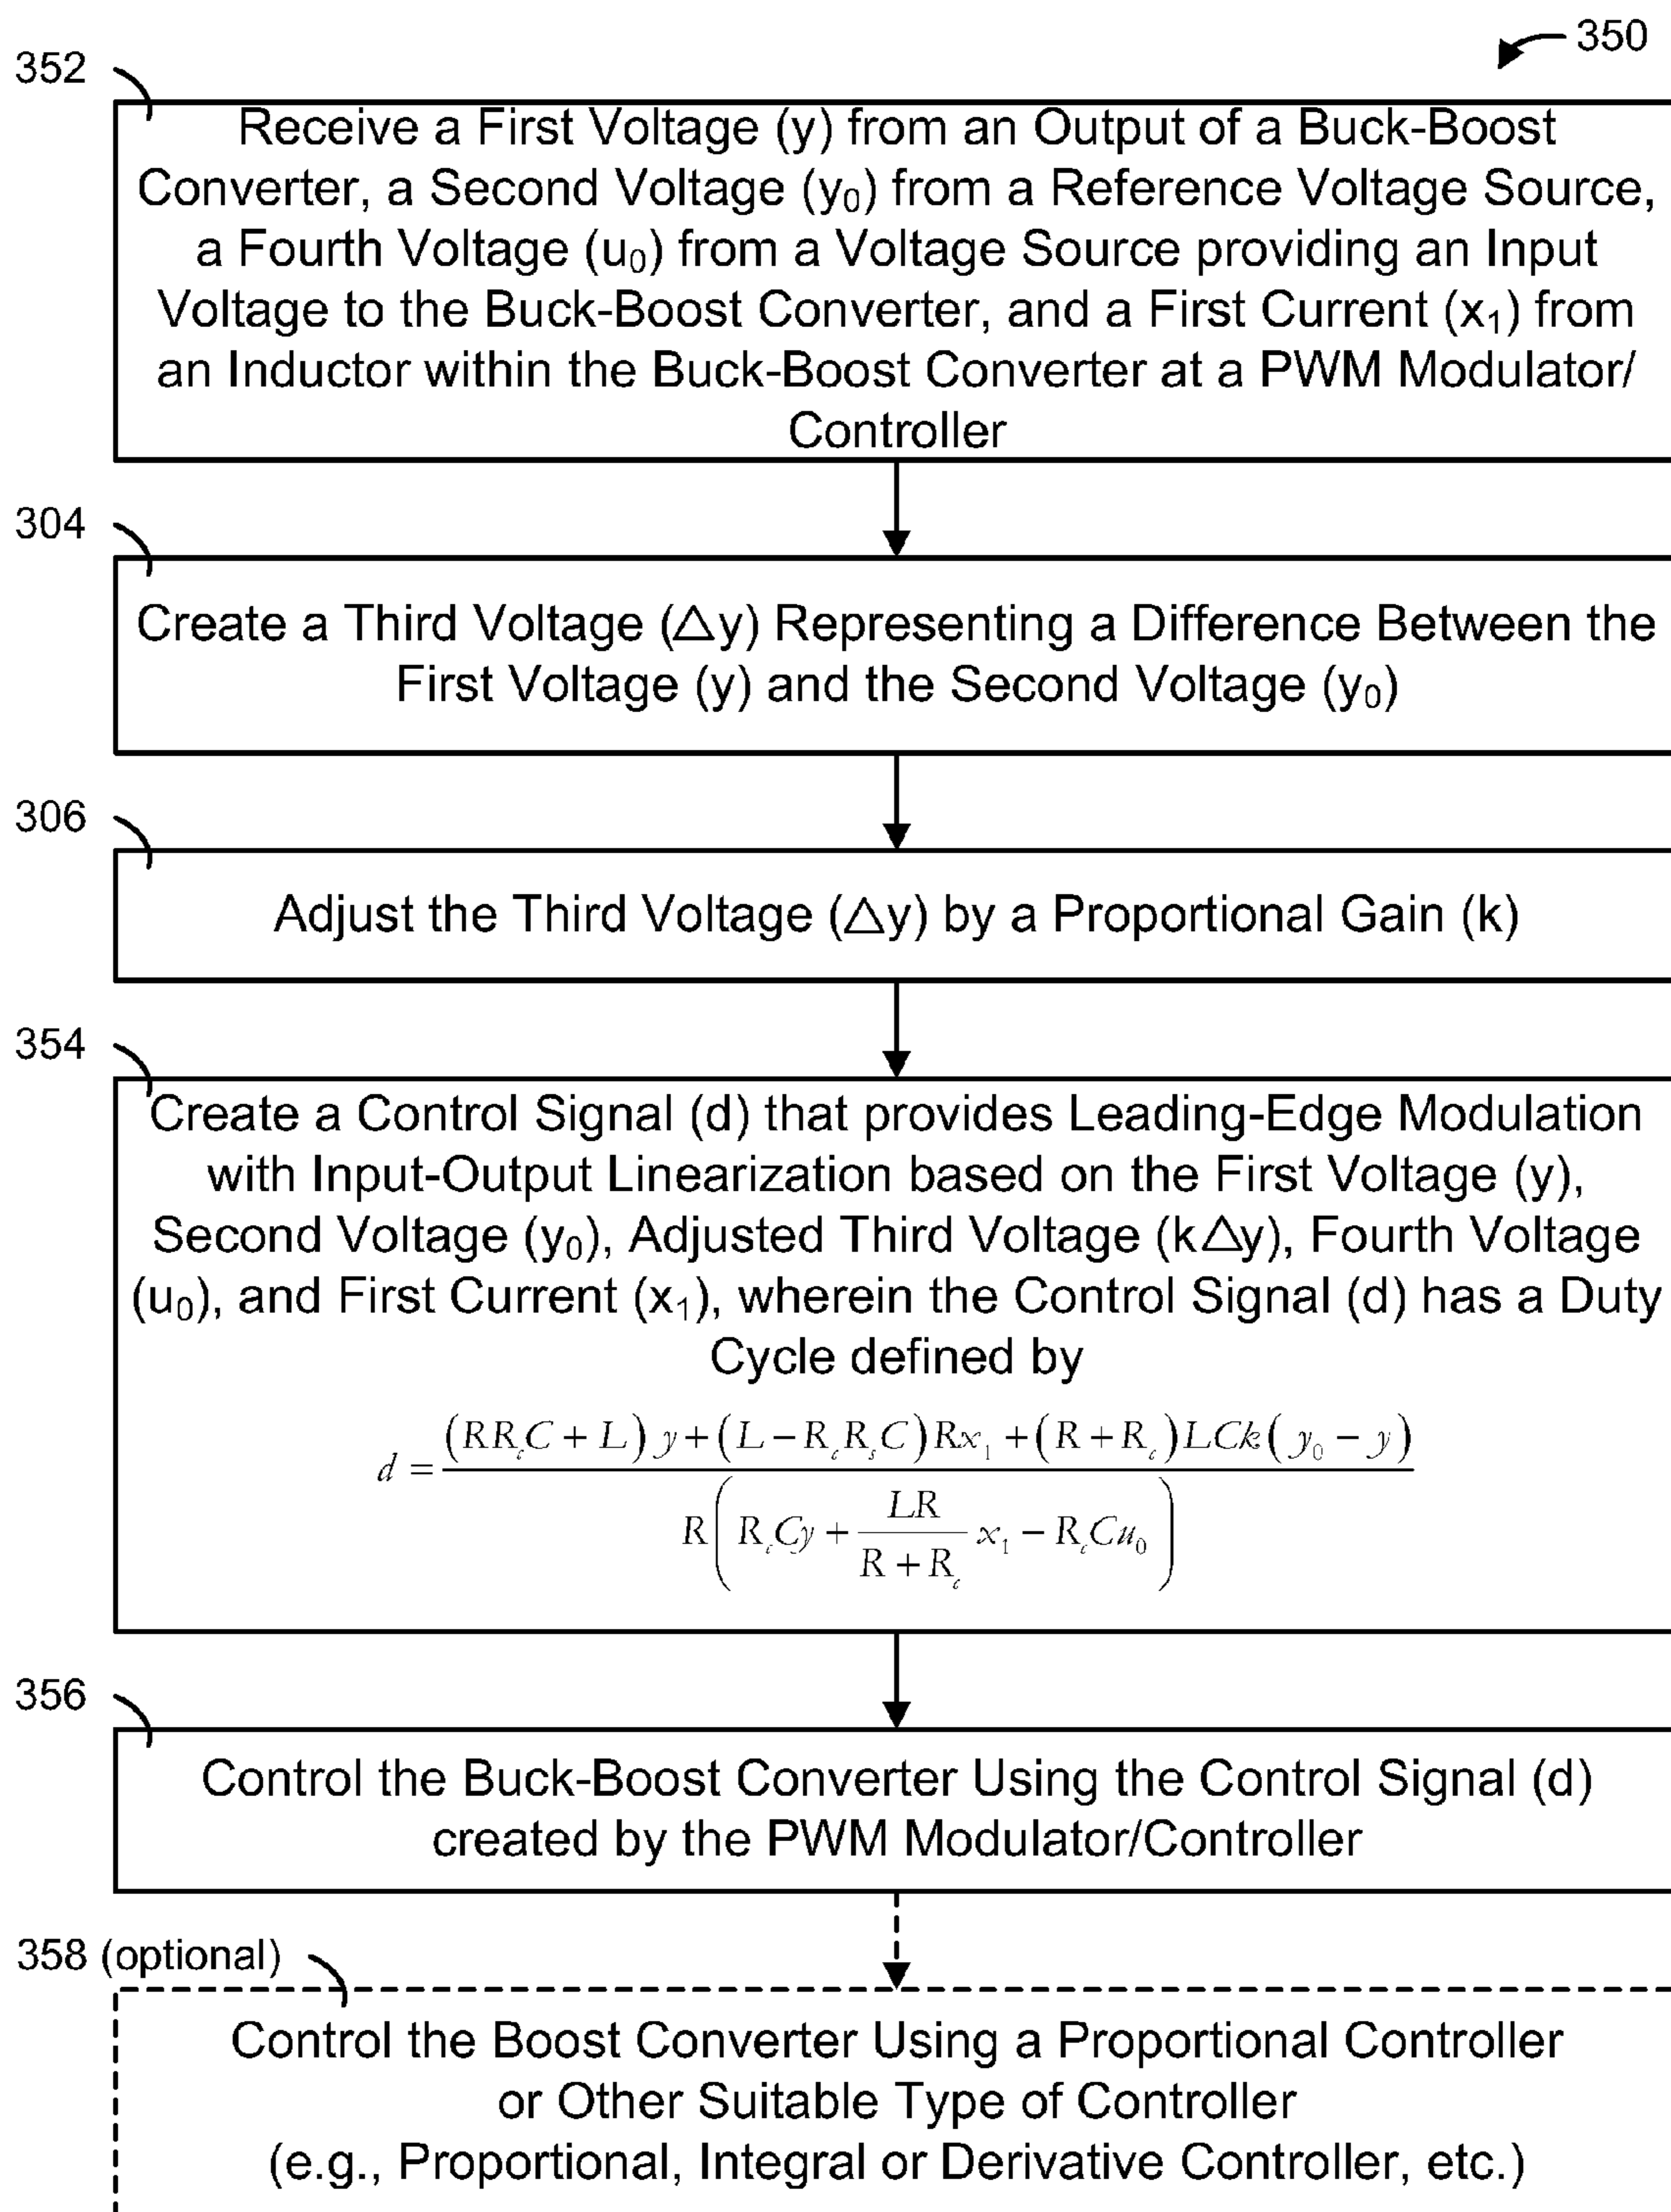 350
352
Receive a First Voltage (y) from an Output of a Buck-Boost
Converter, a Second Voltage (y₀) from a Reference Voltage Source,
a Fourth Voltage (u₀) from a Voltage Source providing an Input
Voltage to the Buck-Boost Converter, and a First Current (x₁) from
an Inductor within the Buck-Boost Converter at a PWM Modulator/
Controller
304
Create a Third Voltage (△y) Representing a Difference Between the
First Voltage (y) and the Second Voltage (y₀)
306
Adjust the Third Voltage (△y) by a Proportional Gain (k)
354
Create a Control Signal (d) that provides Leading-Edge Modulation
with Input-Output Linearization based on the First Voltage (y),
Second Voltage (y₀), Adjusted Third Voltage (k△y), Fourth Voltage
(u₀), and First Current (x₁), wherein the Control Signal (d) has a Duty
Cycle defined by
d = ((RR_cC + L) y + (L − R_cR_sC)Rx₁ + (R + R_c)LCk(y₀ − y)) / (R(R_cCy + (LR / (R + R_c)) x₁ − R_cCu₀))
356
Control the Buck-Boost Converter Using the Control Signal (d)
created by the PWM Modulator/Controller
358 (optional)
Control the Boost Converter Using a Proportional Controller
or Other Suitable Type of Controller
(e.g., Proportional, Integral or Derivative Controller, etc.)